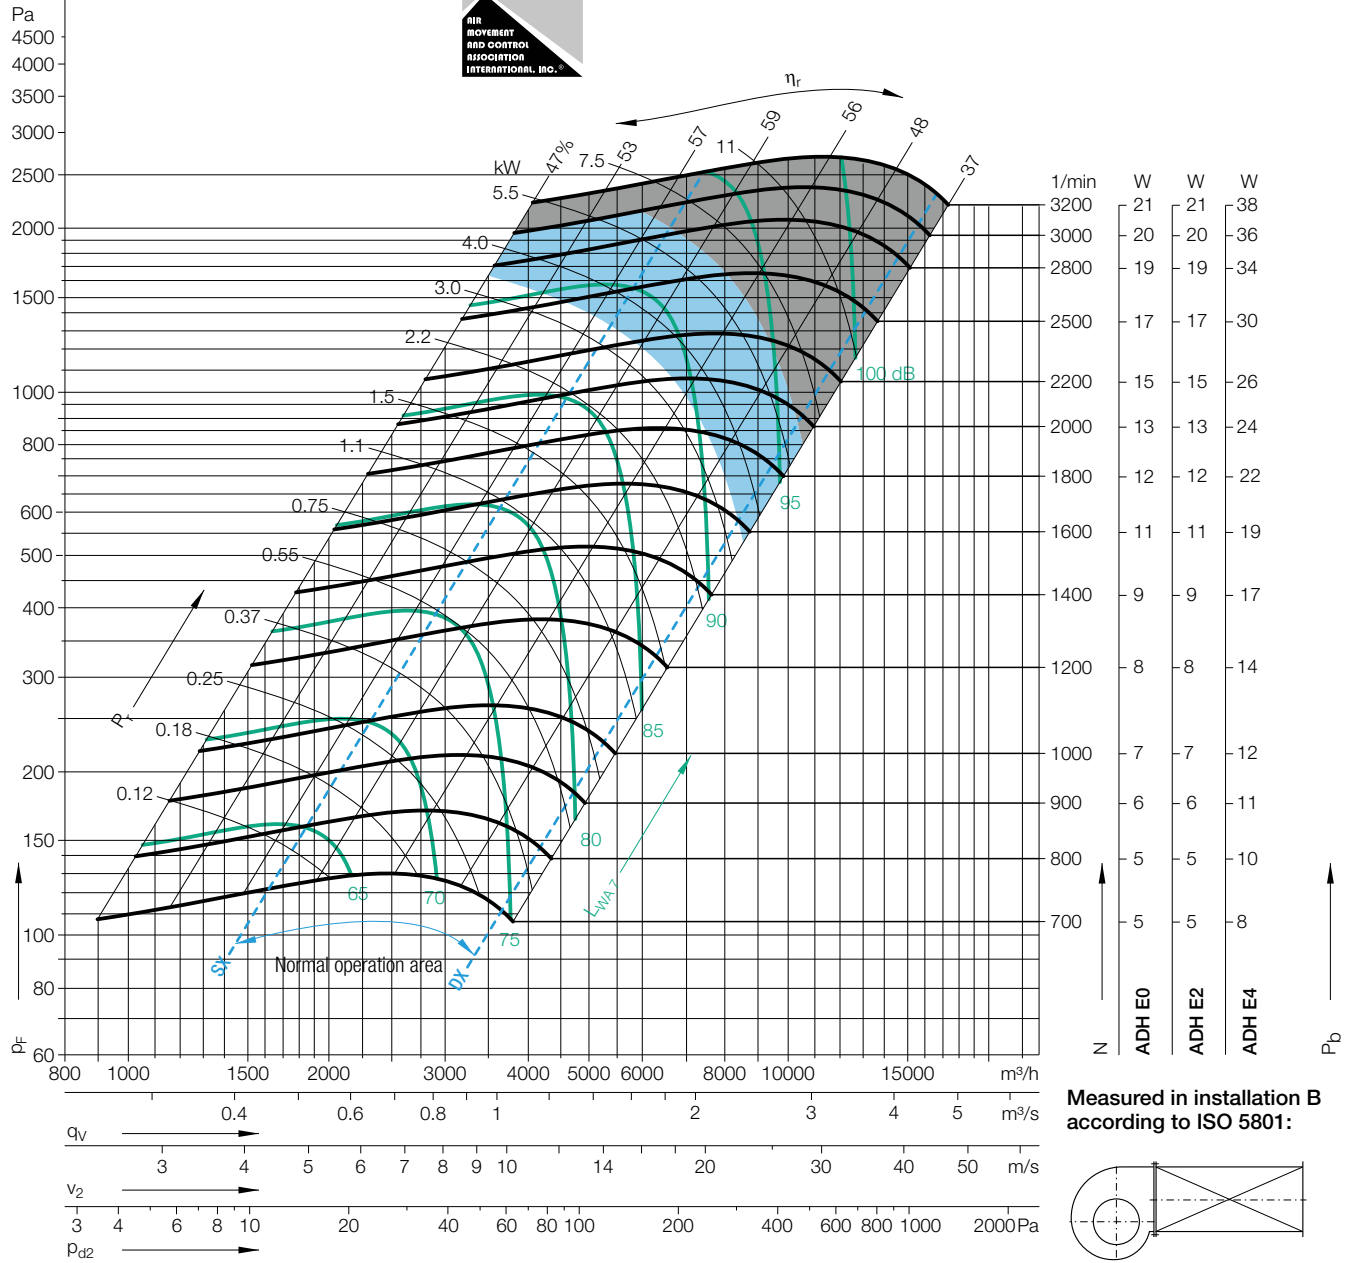 Pa
4500
4000
3500
3000
2500
2000
1500
1000
800
600
500
400
300
200
150
100
80
60
AIR
MOVEMENT
AND CONTROL
ASSOCIATION
INTERNATIONAL, INC.®
ηr
kW
47%
53
57
59
56
48
37
11
7.5
5.5
4.0
3.0
2.2
1.5
1.1
0.75
0.55
0.37
0.25
0.18
0.12
Pr
100 dB
95
90
85
80
75
70
65
LWA 7
SX
Normal operation area
DX
1/min W W W
3200 21 21 38
3000 20 20 36
2800 19 19 34
2500 17 17 30
2200 15 15 26
2000 13 13 24
1800 12 12 22
1600 11 11 19
1400 9 9 17
1200 8 8 14
1000 7 7 12
900 6 6 11
800 5 5 10
700 5 5 8
N ADH E0 ADH E2 ADH E4 Pb
pF
800 1000 1500 2000 3000 4000 5000 6000 8000 10000 15000 m³/h
0.4 0.6 0.8 1 2 3 4 5 m³/s
qV
3 4 5 6 7 8 9 10 14 20 30 40 50 m/s
v2
3 4 6 8 10 20 40 60 80 100 200 400 600 800 1000 2000 Pa
pd2
Measured in installation B
according to ISO 5801: